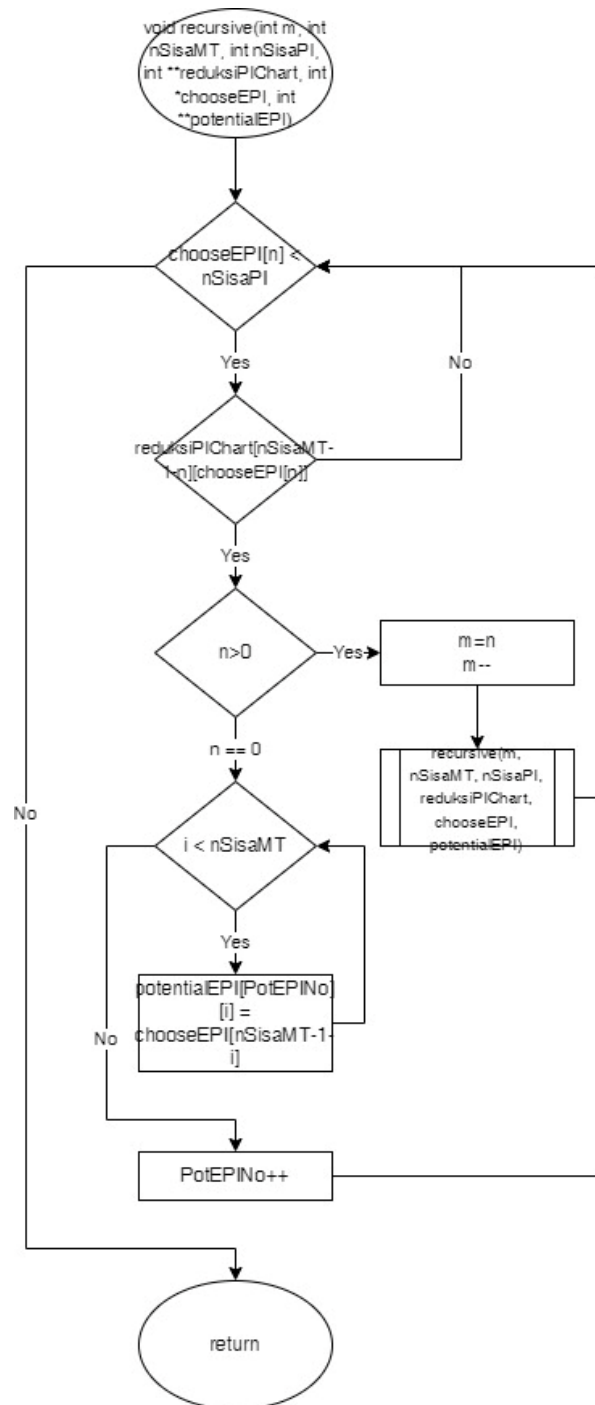 void recursive(int m, int
nSisaMT, int nSisaPI,
int **reduksiPIChart, int
*chooseEPI, int
**potentialEPI)
chooseEPI[n] <
nSisaPI
Yes
No
reduksiPIChart[nSisaMT-
1-n][chooseEPI[n]]
Yes
n>0
Yes
m=n
m--
n == 0
recursive(m,
nSisaMT, nSisaPI,
reduksiPIChart,
chooseEPI,
potentialEPI)
No
i < nSisaMT
Yes
potentialEPI[PotEPINo]
[i] =
chooseEPI[nSisaMT-1-
i]
No
PotEPINo++
return